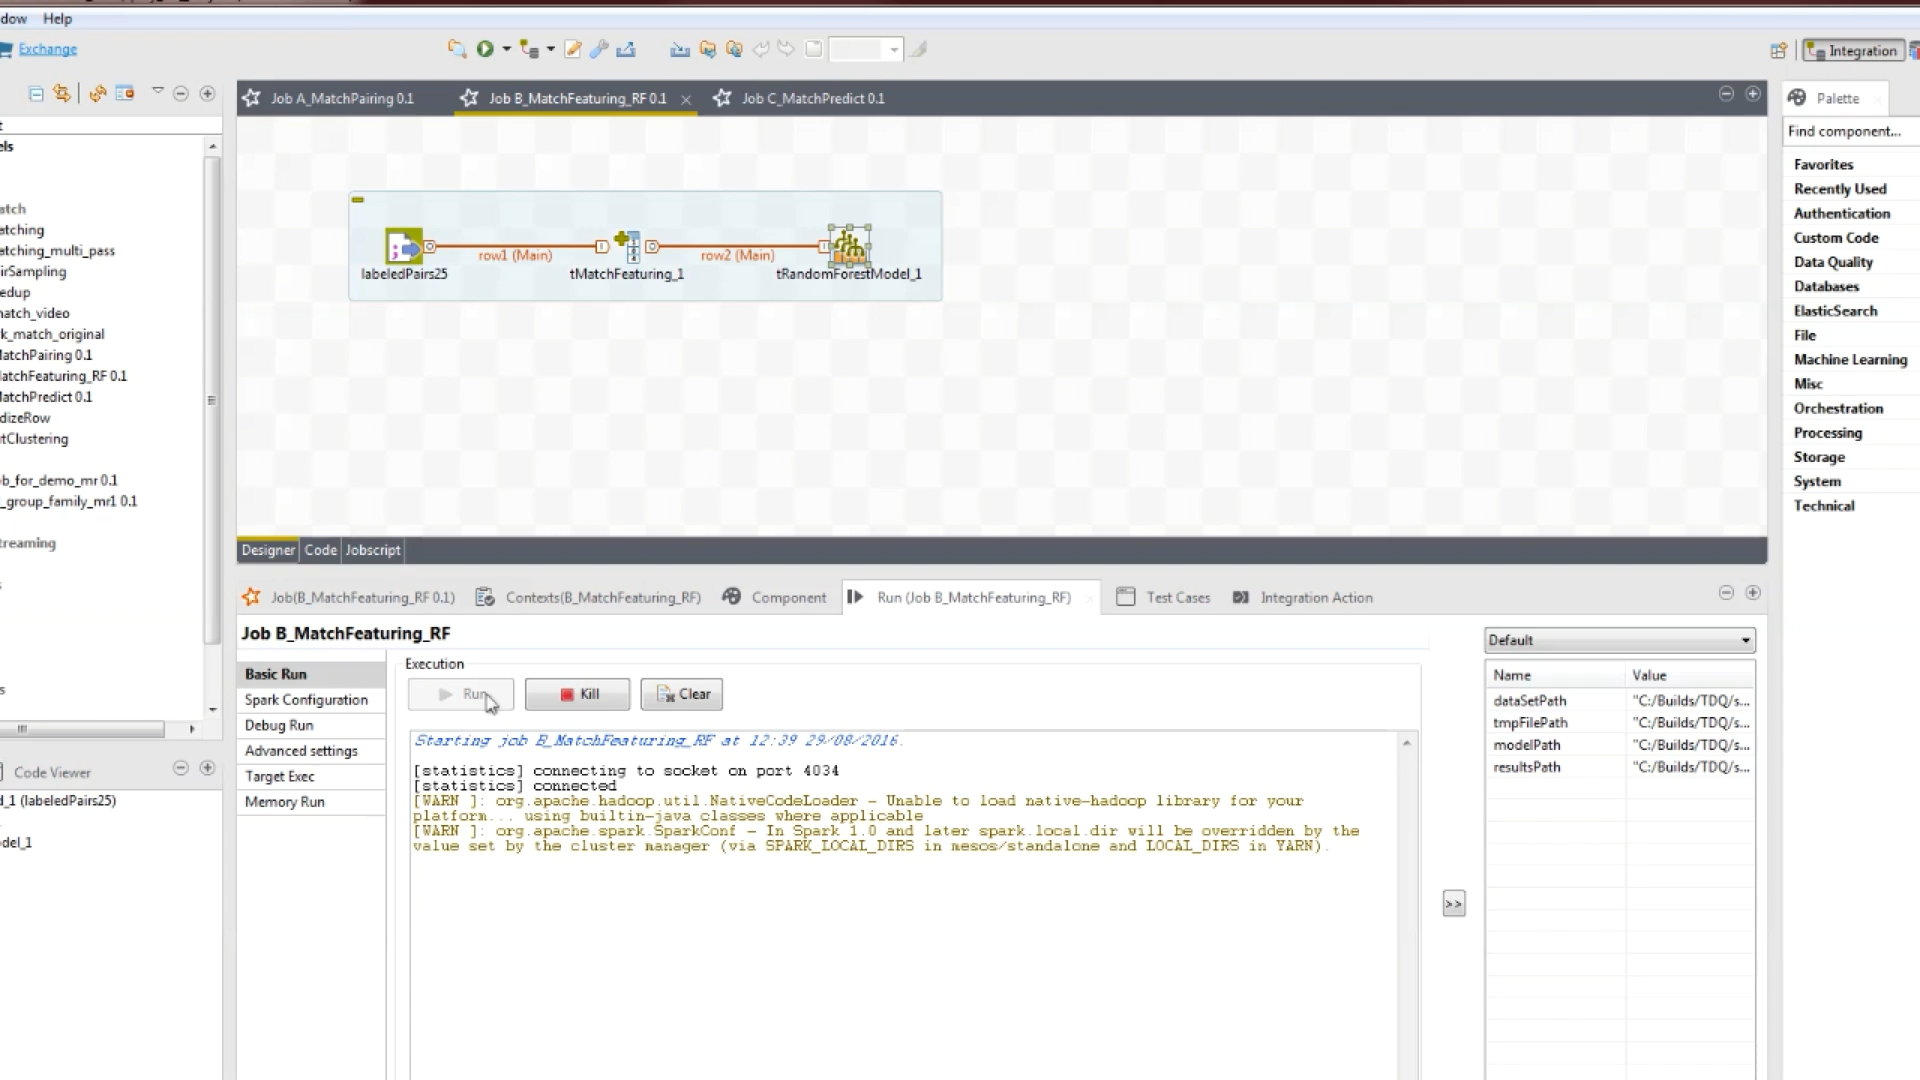 dow Help
Exchange
Integration
Job A_MatchPairing 0.1
Job B_MatchFeaturing_RF 0.1
Job C_MatchPredict 0.1
Palette
t
els
atch
atching
atching_multi_pass
irSampling
edup
natch_video
k_match_original
MatchPairing 0.1
MatchFeaturing_RF 0.1
MatchPredict 0.1
dizeRow
tClustering
ob_for_demo_mr 0.1
_group_family_mr1 0.1
treaming
s
s
row1 (Main)
row2 (Main)
labeledPairs25
tMatchFeaturing_1
tRandomForestModel_1
Find component...
Favorites
Recently Used
Authentication
Custom Code
Data Quality
Databases
ElasticSearch
File
Machine Learning
Misc
Orchestration
Processing
Storage
System
Technical
Designer Code Jobscript
Job(B_MatchFeaturing_RF 0.1)
Contexts(B_MatchFeaturing_RF)
Component
Run (Job B_MatchFeaturing_RF)
Test Cases
Integration Action
Job B_MatchFeaturing_RF
Code Viewer
d_1 (labeledPairs25)
del_1
Basic Run
Spark Configuration
Debug Run
Advanced settings
Target Exec
Memory Run
Execution
Run
Kill
Clear
Starting job B_MatchFeaturing_RF at 12:39 29/08/2016.
[statistics] connecting to socket on port 4034
[statistics] connected
[WARN ]: org.apache.hadoop.util.NativeCodeLoader - Unable to load native-hadoop library for your
platform... using builtin-java classes where applicable
[WARN ]: org.apache.spark.SparkConf - In Spark 1.0 and later spark.local.dir will be overridden by the
value set by the cluster manager (via SPARK_LOCAL_DIRS in mesos/standalone and LOCAL_DIRS in YARN).
>>
Default
Name Value
dataSetPath "C:/Builds/TDQ/s...
tmpFilePath "C:/Builds/TDQ/s...
modelPath "C:/Builds/TDQ/s...
resultsPath "C:/Builds/TDQ/s...